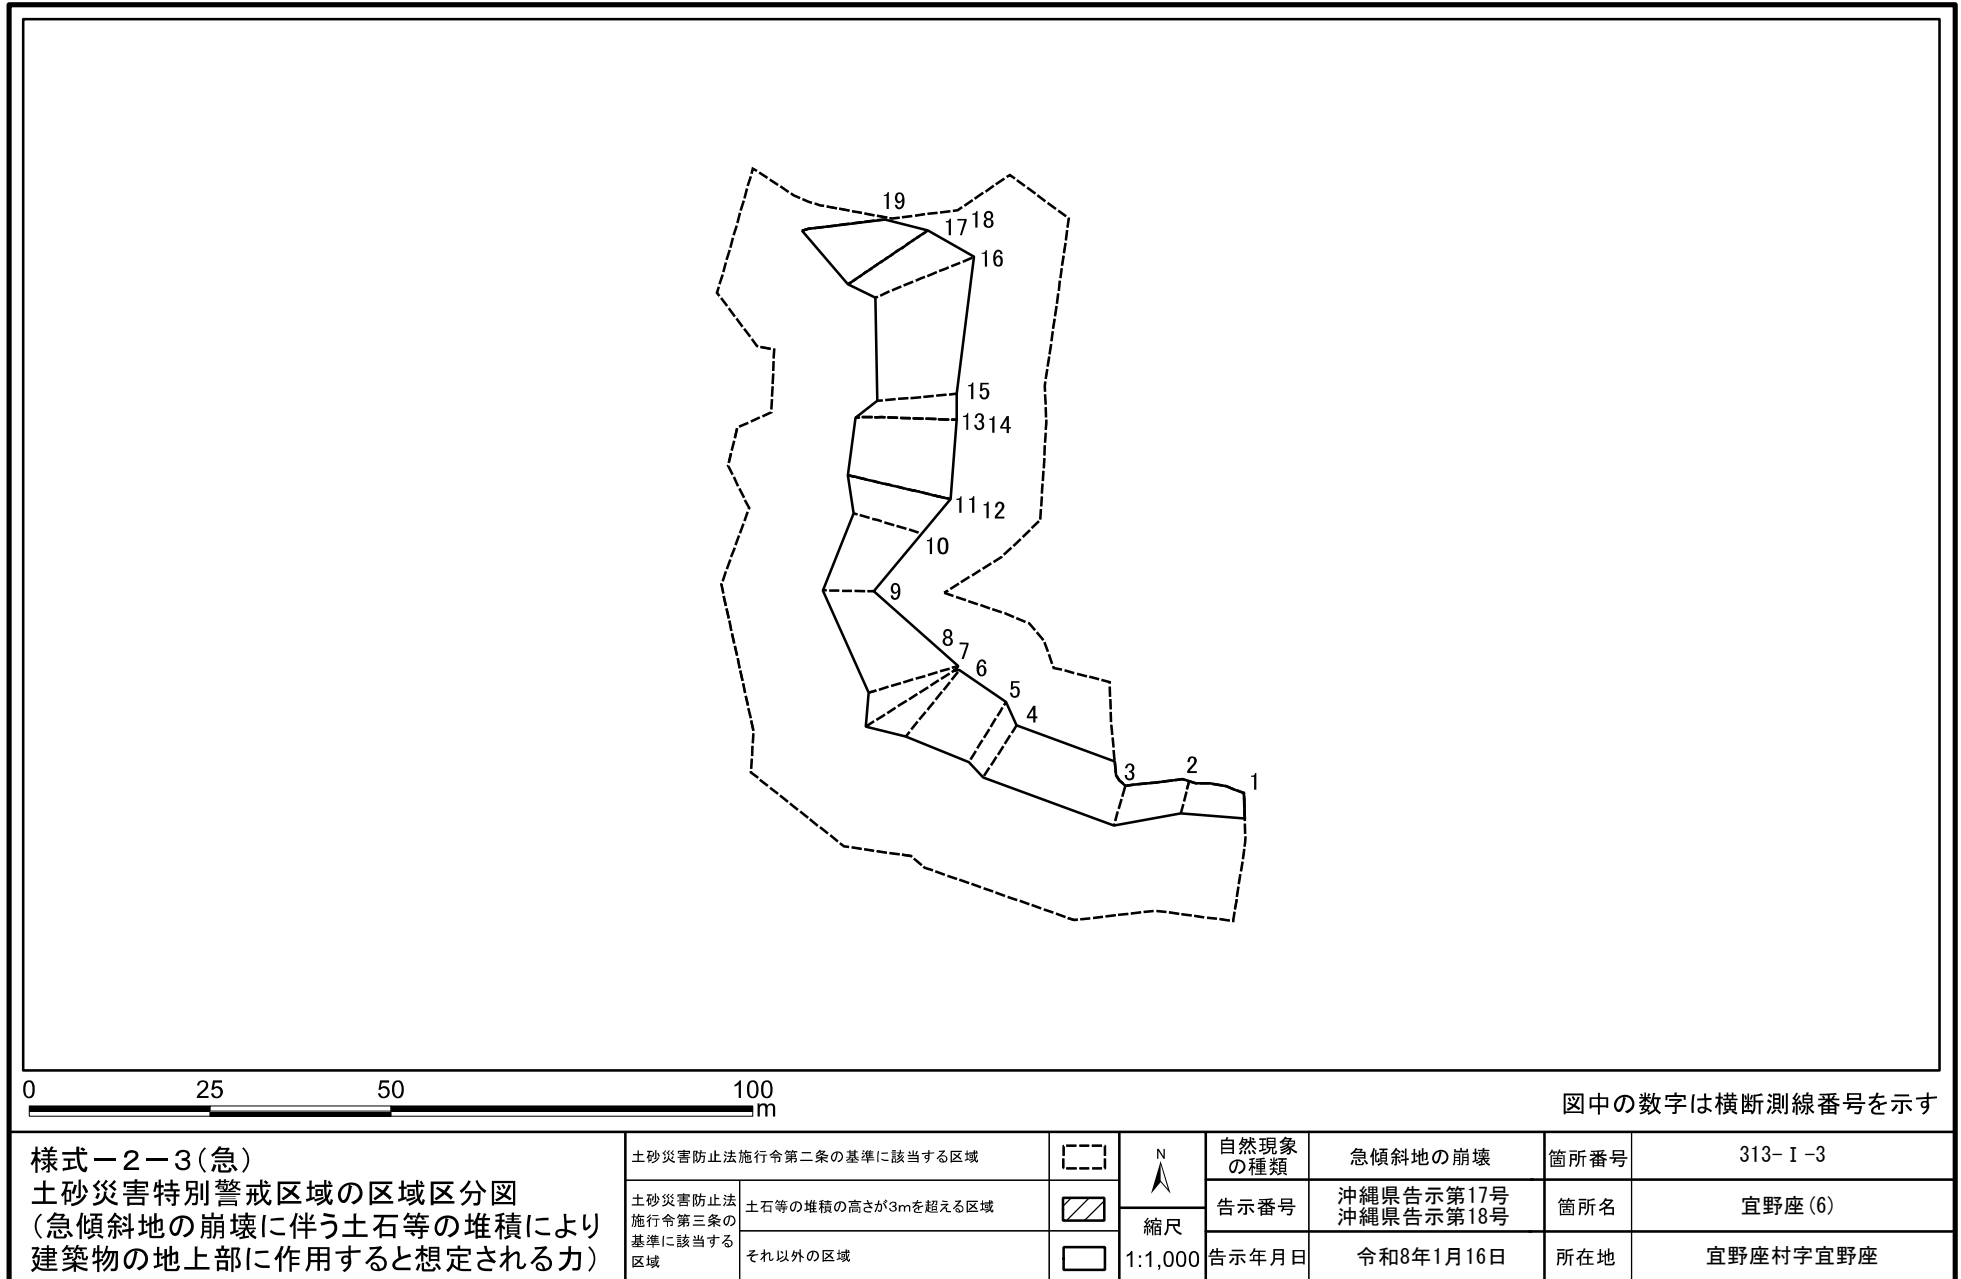 19
17 18
16
15
13 14
11 12
10
9
8
7
6
5
4
3
2
1
0 25 50 100
m
図中の数字は横断測線番号を示す
様式－２－３（急）
土砂災害特別警戒区域の区域区分図
（急傾斜地の崩壊に伴う土石等の堆積により
建築物の地上部に作用すると想定される力）
土砂災害防止法施行令第二条の基準に該当する区域
土砂災害防止法
施行令第三条の
基準に該当する
区域
土石等の堆積の高さが3mを超える区域
それ以外の区域
N
縮尺
1:1,000
自然現象
の種類
急傾斜地の崩壊
箇所番号
313-Ⅰ-3
告示番号
沖縄県告示第17号
沖縄県告示第18号
箇所名
宜野座(6)
告示年月日
令和8年1月16日
所在地
宜野座村字宜野座